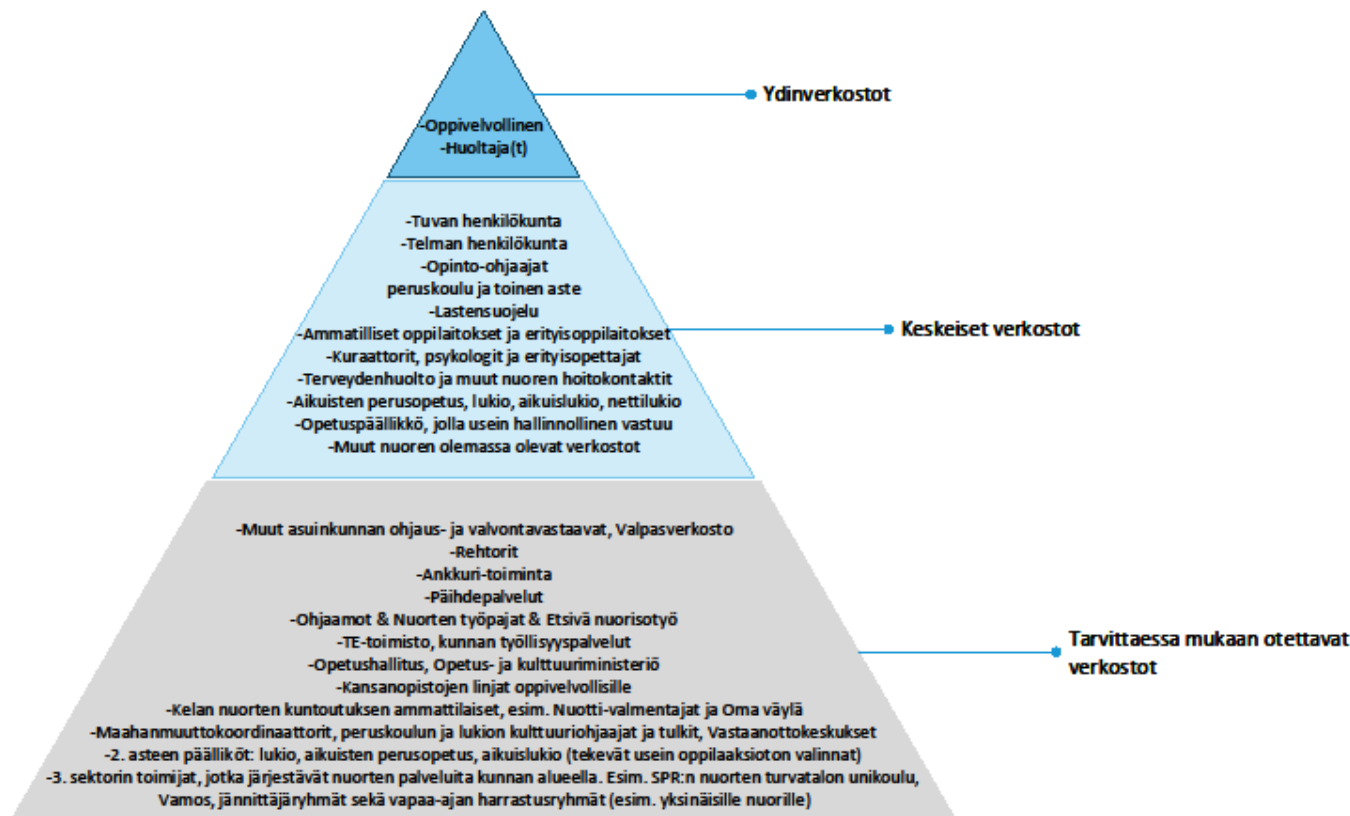 Ydinverkostot
-Oppivelvollinen
-Huoltaja(t)
-Tuvan henkilökunta
-Telman henkilökunta
-Opinto-ohjaajat
peruskoulu ja toinen aste
-Lastensuojelu
-Ammatilliset oppilaitokset ja erityisoppilaitokset
-Kuraattorit, psykologit ja erityisopettajat
-Terveydenhuolto ja muut nuoren hoitokontaktit
-Aikuisten perusopetus, lukio, aikuislukio, nettilukio
-Opetuspäällikkö, jolla usein hallinnollinen vastuu
-Muut nuoren olemassa olevat verkostot
Keskeiset verkostot
-Muut asuinkunnan ohjaus- ja valvontavastaavat, Valpasverkosto
-Rehtorit
-Ankkuri-toiminta
-Päihdepalvelut
-Ohjaamot & Nuorten työpajat & Etsivä nuorisotyö
-TE-toimisto, kunnan työllisyyspalvelut
-Opetushallitus, Opetus- ja kulttuuriministeriö
-Kansanopistojen linjat oppivelvollisille
-Kelan nuorten kuntoutuksen ammattilaiset, esim. Nuotti-valmentajat ja Oma väylä
-Maahanmuuttokoordinaattorit, peruskoulun ja lukion kulttuuriohjaajat ja tulkit, Vastaanottokeskukset
-2. asteen päälliköt: lukio, aikuisten perusopetus, aikuislukio (tekevät usein oppilaaksioton valinnat)
-3. sektorin toimijat, jotka järjestävät nuorten palveluita kunnan alueella. Esim. SPR:n nuorten turvatalon unikoulu,
Vamos, jännittäjäryhmät sekä vapaa-ajan harrastusryhmät (esim. yksinäisille nuorille)
Tarvittaessa mukaan otettavat
verkostot